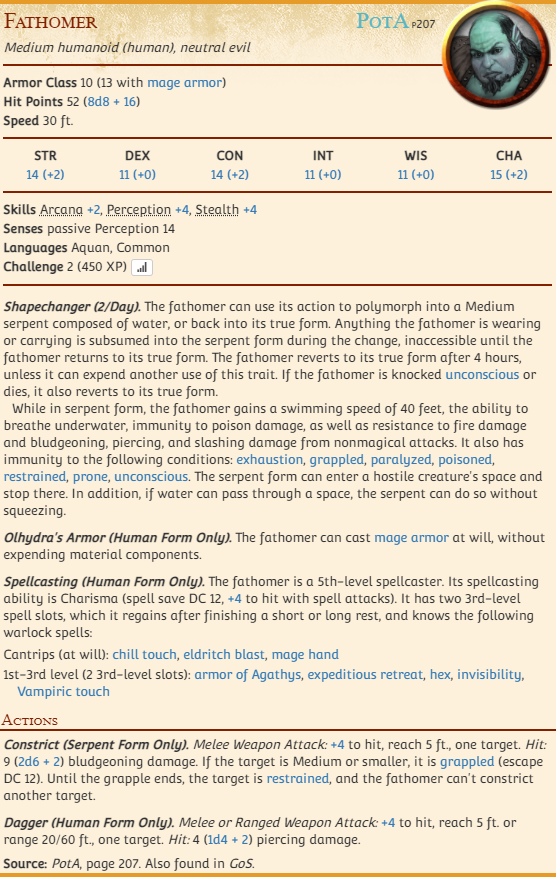 Fathomer PotA p207
Medium humanoid (human), neutral evil
Armor Class 10 (13 with mage armor)
Hit Points 52 (8d8 + 16)
Speed 30 ft.
STR DEX CON INT WIS CHA
14 (+2) 11 (+0) 14 (+2) 11 (+0) 11 (+0) 15 (+2)
Skills Arcana +2, Perception +4, Stealth +4
Senses passive Perception 14
Languages Aquan, Common
Challenge 2 (450 XP)
Shapechanger (2/Day). The fathomer can use its action to polymorph into a Medium
serpent composed of water, or back into its true form. Anything the fathomer is wearing
or carrying is subsumed into the serpent form during the change, inaccessible until the
fathomer returns to its true form. The fathomer reverts to its true form after 4 hours,
unless it can expend another use of this trait. If the fathomer is knocked unconscious or
dies, it also reverts to its true form.
While in serpent form, the fathomer gains a swimming speed of 40 feet, the ability to
breathe underwater, immunity to poison damage, as well as resistance to fire damage
and bludgeoning, piercing, and slashing damage from nonmagical attacks. It also has
immunity to the following conditions: exhaustion, grappled, paralyzed, poisoned,
restrained, prone, unconscious. The serpent form can enter a hostile creature's space and
stop there. In addition, if water can pass through a space, the serpent can do so without
squeezing.
Olhydra's Armor (Human Form Only). The fathomer can cast mage armor at will, without
expending material components.
Spellcasting (Human Form Only). The fathomer is a 5th-level spellcaster. Its spellcasting
ability is Charisma (spell save DC 12, +4 to hit with spell attacks). It has two 3rd-level
spell slots, which it regains after finishing a short or long rest, and knows the following
warlock spells:
Cantrips (at will): chill touch, eldritch blast, mage hand
1st–3rd level (2 3rd-level slots): armor of Agathys, expeditious retreat, hex, invisibility,
Vampiric touch
Actions
Constrict (Serpent Form Only). Melee Weapon Attack: +4 to hit, reach 5 ft., one target. Hit:
9 (2d6 + 2) bludgeoning damage. If the target is Medium or smaller, it is grappled (escape
DC 12). Until the grapple ends, the target is restrained, and the fathomer can't constrict
another target.
Dagger (Human Form Only). Melee or Ranged Weapon Attack: +4 to hit, reach 5 ft. or
range 20/60 ft., one target. Hit: 4 (1d4 + 2) piercing damage.
Source: PotA, page 207. Also found in GoS.